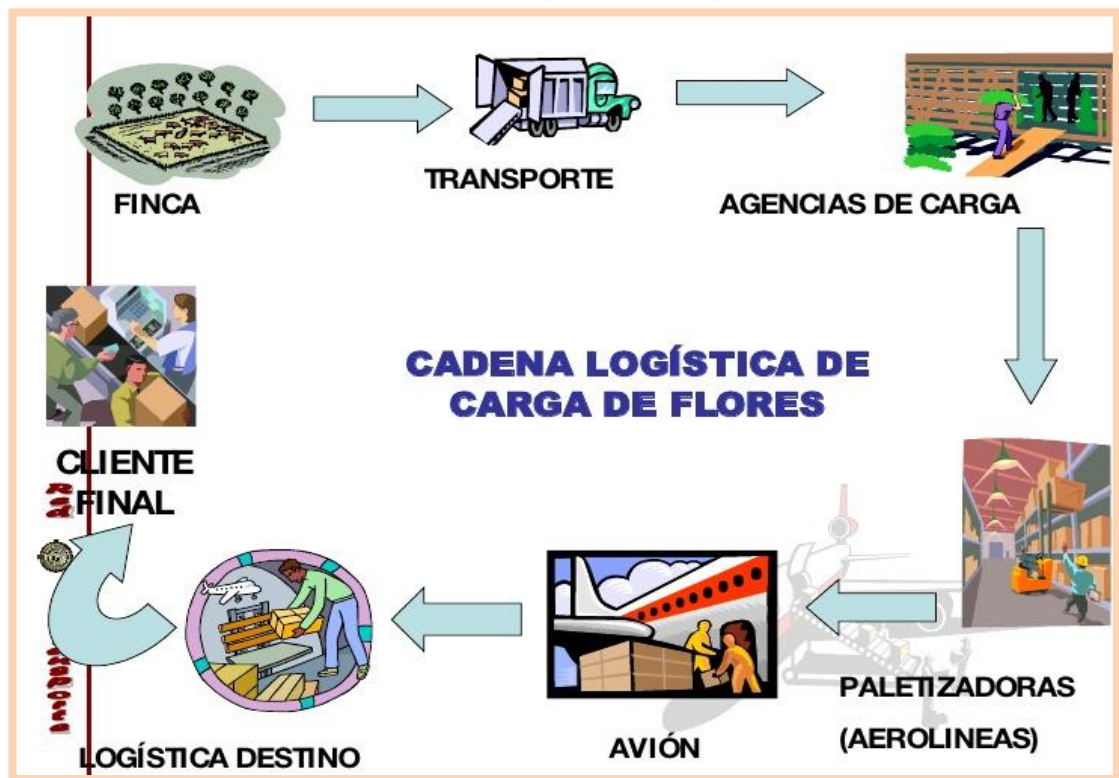 FINCA
TRANSPORTE
AGENCIAS DE CARGA
CADENA LOGÍSTICA DE
CARGA DE FLORES
CLIENTE
FINAL
PALETIZADORAS
(AEROLINEAS)
AVIÓN
LOGÍSTICA DESTINO